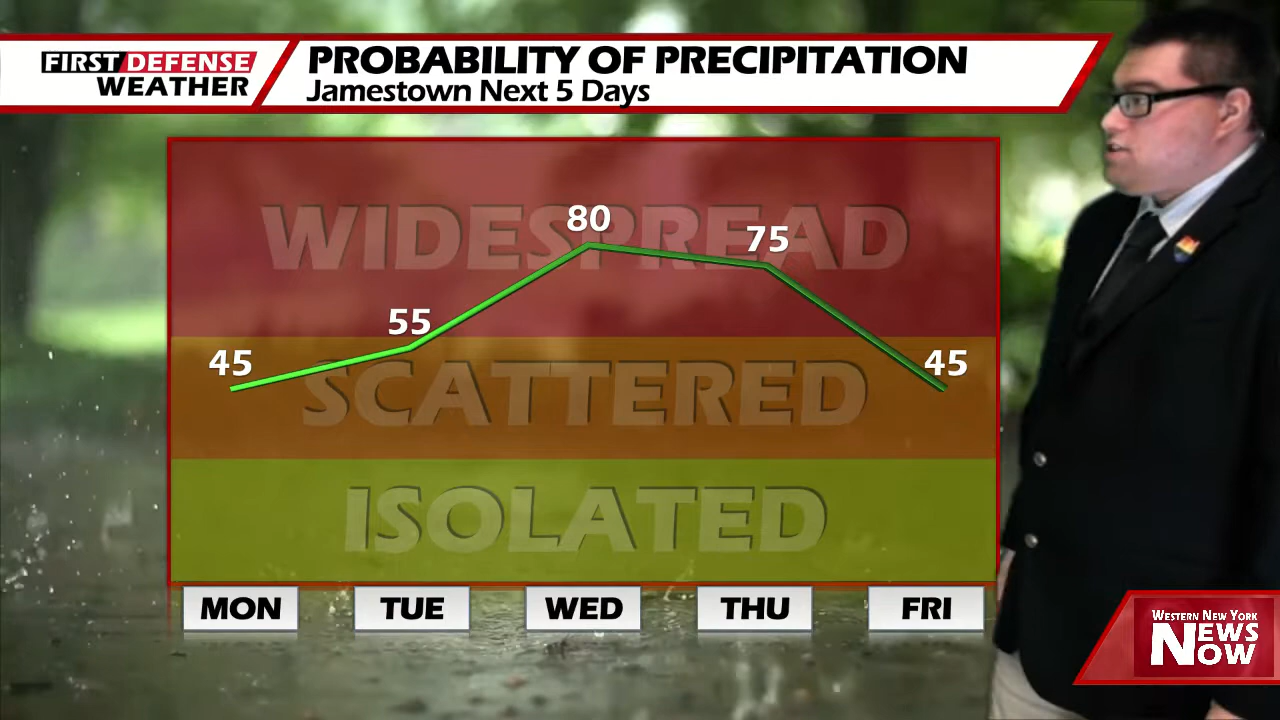 FIRST DEFENSE
WEATHER
PROBABILITY OF PRECIPITATION
Jamestown Next 5 Days
WIDESPREAD
80
75
55
45
45
SCATTERED
ISOLATED
MON TUE WED THU FRI
WESTERN NEW YORK
NEWS
NOW